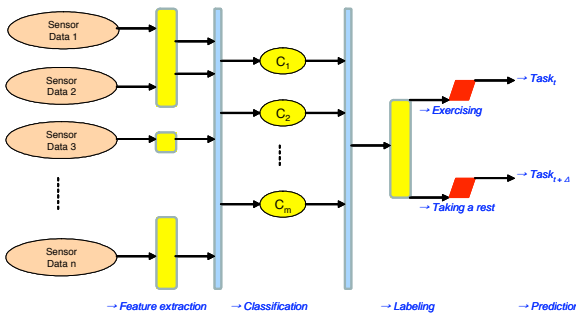 Sensor
Data 1
Sensor
Data 2
Sensor
Data 3
Sensor
Data n
C1
C2
Cm
→ Taskt
→ Exercising
→ Taskt + Δ
→ Taking a rest
→ Feature extraction
→ Classification
→ Labeling
→ Prediction